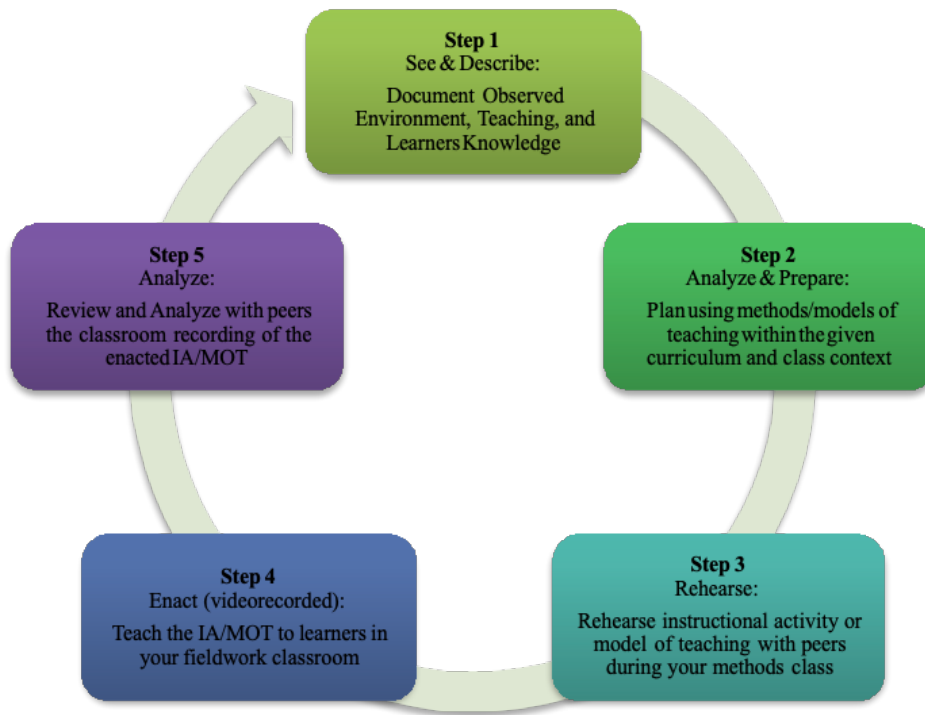 Step 1
See & Describe:
Document Observed
Environment, Teaching, and
Learners Knowledge
Step 2
Analyze & Prepare:
Plan using methods/models of
teaching within the given
curriculum and class context
Step 3
Rehearse:
Rehearse instructional activity or
model of teaching with peers
during your methods class
Step 4
Enact (videorecorded):
Teach the IA/MOT to learners in
your fieldwork classroom
Step 5
Analyze:
Review and Analyze with peers
the classroom recording of the
enacted IA/MOT